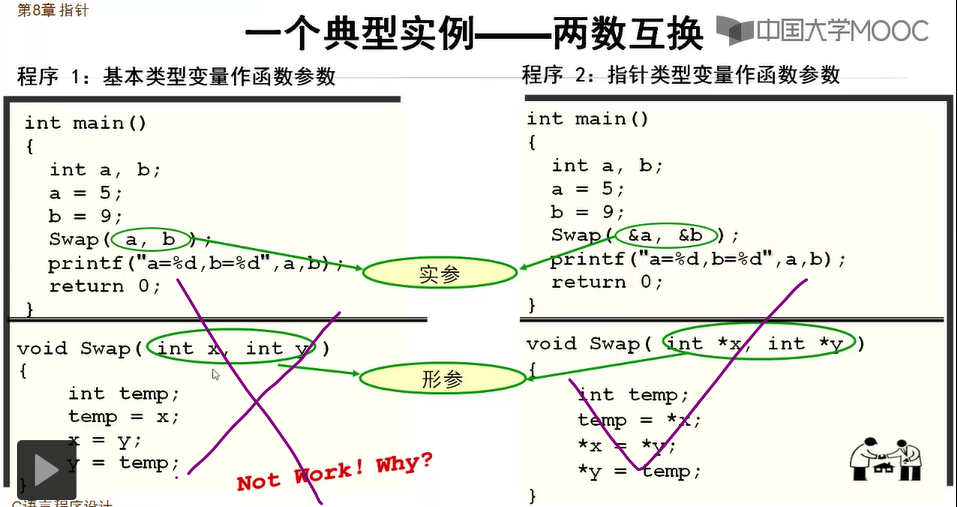 第8章 指针
一个典型实例——两数互换
中国大学MOOC
程序 1: 基本类型变量作函数参数
int main()
{
int a, b;
a = 5;
b = 9;
Swap( a, b );
printf("a=%d,b=%d",a,b);
return 0;
}
void Swap( int x, int y )
{
int temp;
temp = x;
x = y;
y = temp;
}
Not Work! Why?
实参
形参
程序 2: 指针类型变量作函数参数
int main()
{
int a, b;
a = 5;
b = 9;
Swap( &a, &b );
printf("a=%d,b=%d",a,b);
return 0;
}
void Swap( int *x, int *y )
{
int temp;
temp = *x;
*x = *y;
*y = temp;
}
C语言程序设计